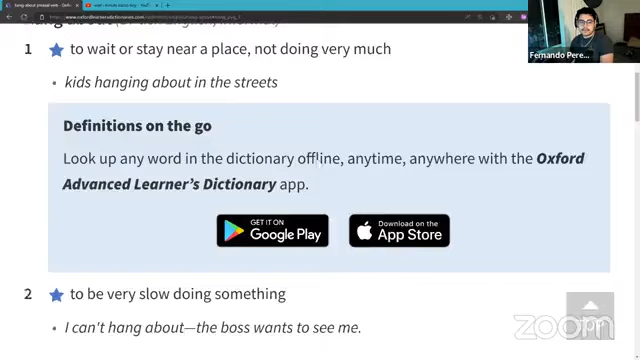 1 to wait or stay near a place, not doing very much
• kids hanging about in the streets
Definitions on the go
Look up any word in the dictionary offline, anytime, anywhere with the Oxford
Advanced Learner's Dictionary app.
GET IT ON
Google Play
Download on the
App Store
2 to be very slow doing something
• I can't hang about—the boss wants to see me.
Fernando Pere...
zoom